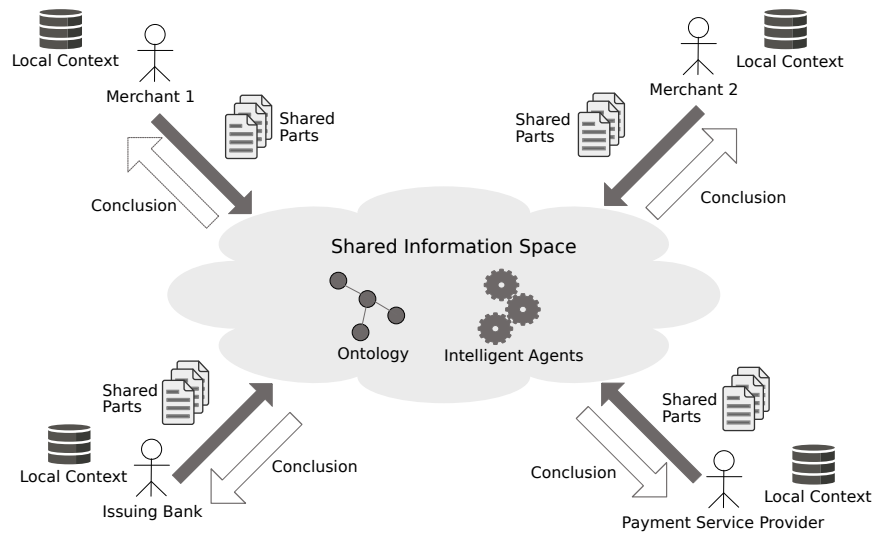 Local Context
Merchant 1
Shared
Parts
Conclusion
Local Context
Merchant 2
Shared
Parts
Conclusion
Shared Information Space
Ontology
Intelligent Agents
Shared
Parts
Local Context
Issuing Bank
Conclusion
Shared
Parts
Conclusion
Local Context
Payment Service Provider